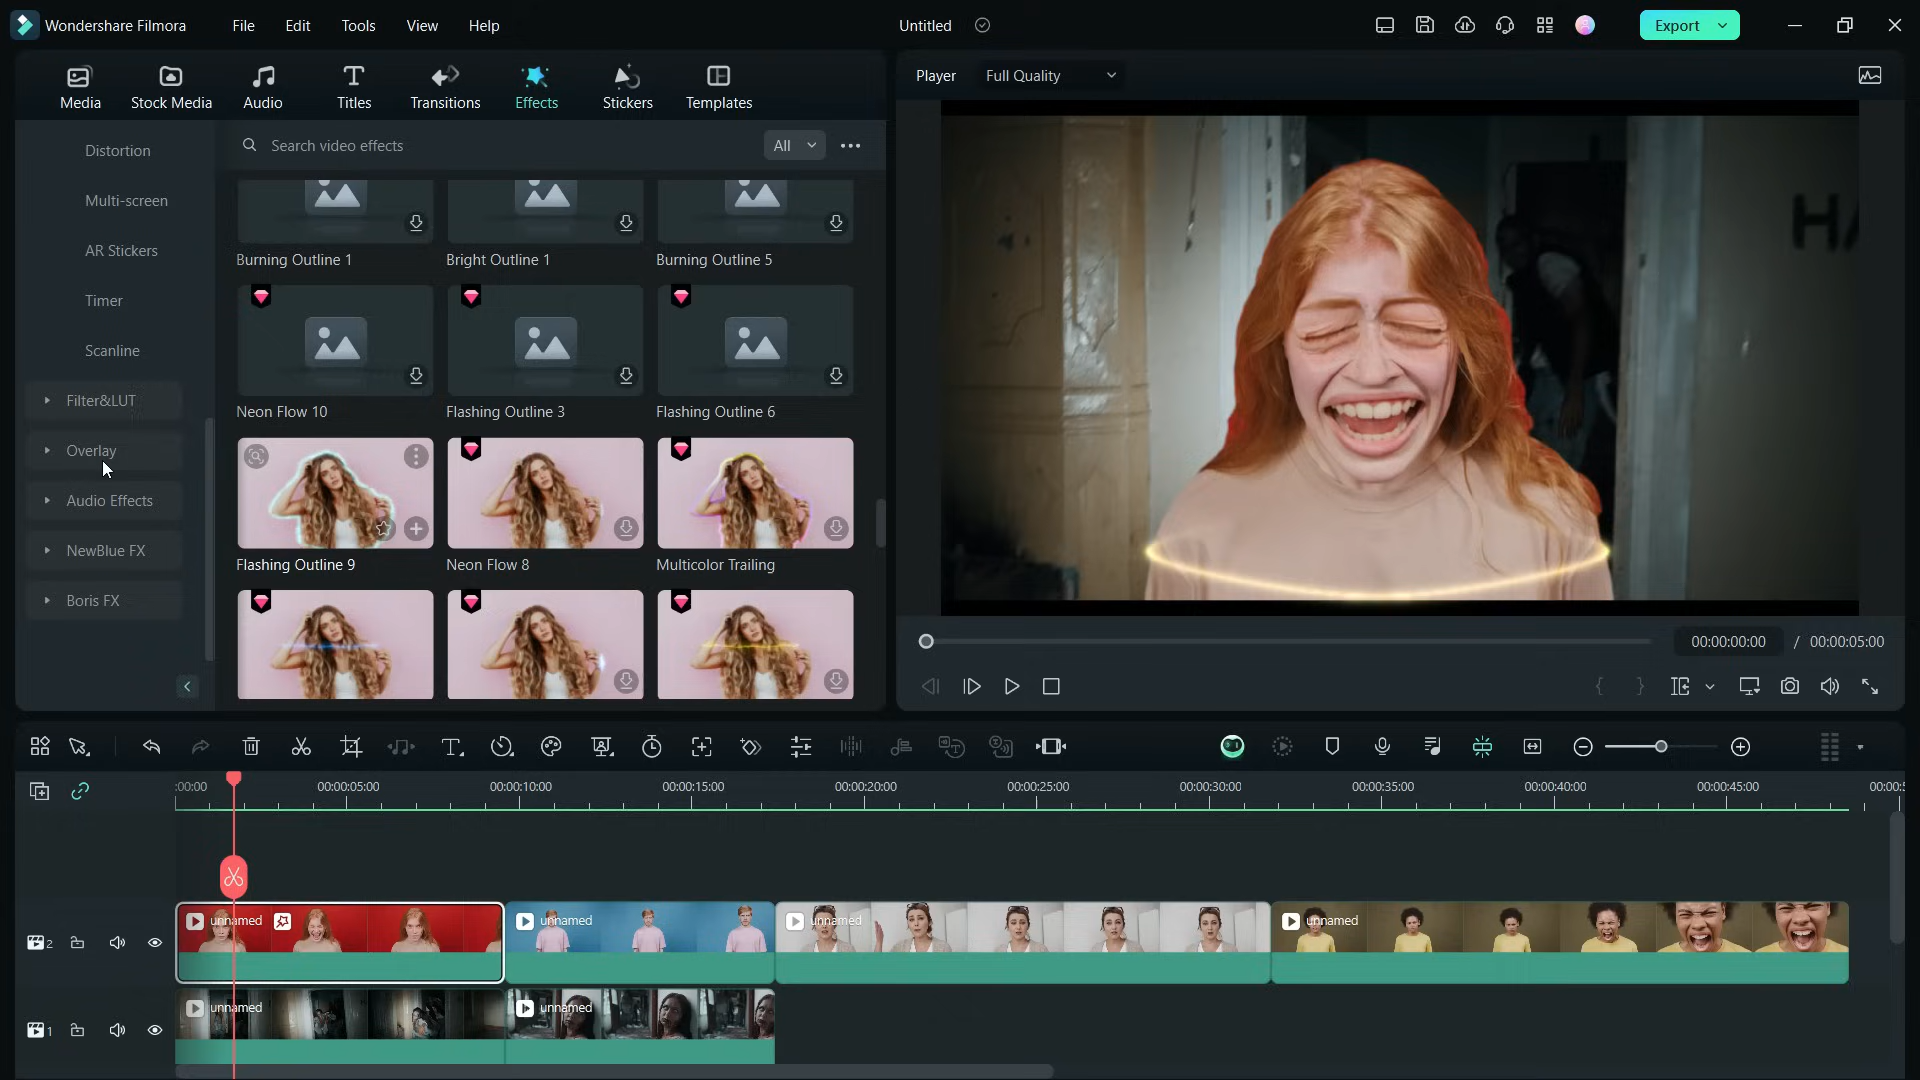 Wondershare Filmora
File
Edit
Tools
View
Help
Untitled
Export
Media
Stock Media
Audio
Titles
Transitions
Effects
Stickers
Templates
Player
Full Quality
Distortion
Multi-screen
AR Stickers
Timer
Scanline
Filter&LUT
Overlay
Audio Effects
NewBlue FX
Boris FX
Search video effects
All
Burning Outline 1
Bright Outline 1
Burning Outline 5
Neon Flow 10
Flashing Outline 3
Flashing Outline 6
Flashing Outline 9
Neon Flow 8
Multicolor Trailing
HA
00:00:00:00 / 00:00:05:00
:00:00
00:00:05:00
00:00:10:00
00:00:15:00
00:00:20:00
00:00:25:00
00:00:30:00
00:00:35:00
00:00:40:00
00:00:45:00
2
unnamed
unnamed
unnamed
unnamed
1
unnamed
unnamed